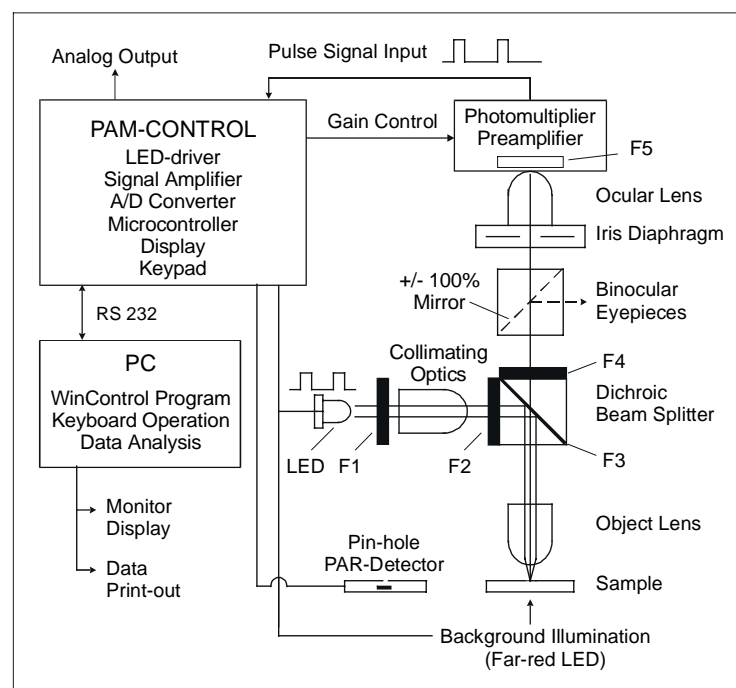 Analog Output
Pulse Signal Input
PAM-CONTROL
LED-driver
Signal Amplifier
A/D Converter
Microcontroller
Display
Keypad
Gain Control
Photomultiplier
Preamplifier
F5
Ocular Lens
Iris Diaphragm
+/- 100%
Mirror
Binocular
Eyepieces
RS 232
PC
WinControl Program
Keyboard Operation
Data Analysis
Collimating
Optics
F4
Dichroic
Beam Splitter
LED
F1
F2
F3
Monitor
Display
Data
Print-out
Object Lens
Pin-hole
PAR-Detector
Sample
Background Illumination
(Far-red LED)